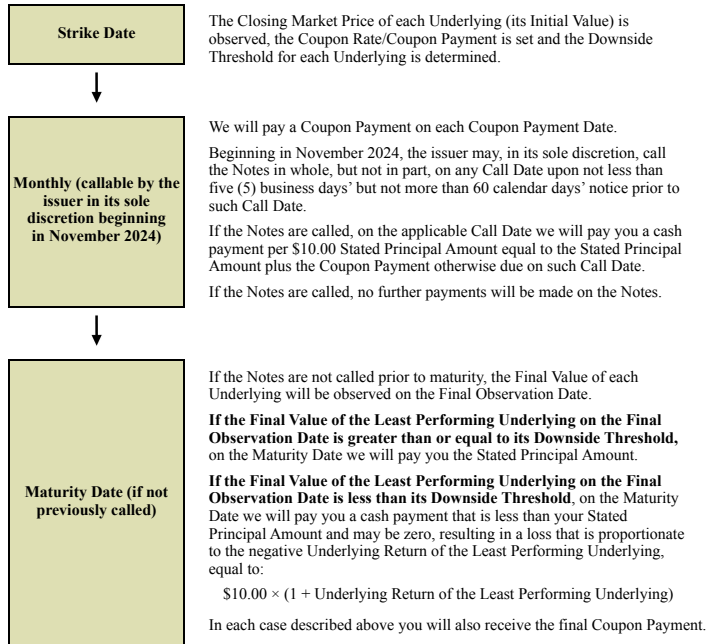 Strike Date
The Closing Market Price of each Underlying (its Initial Value) is
observed, the Coupon Rate/Coupon Payment is set and the Downside
Threshold for each Underlying is determined.
Monthly (callable by the
issuer in its sole
discretion beginning
in November 2024)
We will pay a Coupon Payment on each Coupon Payment Date.
Beginning in November 2024, the issuer may, in its sole discretion, call
the Notes in whole, but not in part, on any Call Date upon not less than
five (5) business days’ but not more than 60 calendar days’ notice prior to
such Call Date.
If the Notes are called, on the applicable Call Date we will pay you a cash
payment per $10.00 Stated Principal Amount equal to the Stated Principal
Amount plus the Coupon Payment otherwise due on such Call Date.
If the Notes are called, no further payments will be made on the Notes.
Maturity Date (if not
previously called)
If the Notes are not called prior to maturity, the Final Value of each
Underlying will be observed on the Final Observation Date.
If the Final Value of the Least Performing Underlying on the Final
Observation Date is greater than or equal to its Downside Threshold,
on the Maturity Date we will pay you the Stated Principal Amount.
If the Final Value of the Least Performing Underlying on the Final
Observation Date is less than its Downside Threshold, on the Maturity
Date we will pay you a cash payment that is less than your Stated
Principal Amount and may be zero, resulting in a loss that is proportionate
to the negative Underlying Return of the Least Performing Underlying,
equal to:
$10.00 × (1 + Underlying Return of the Least Performing Underlying)
In each case described above you will also receive the final Coupon Payment.